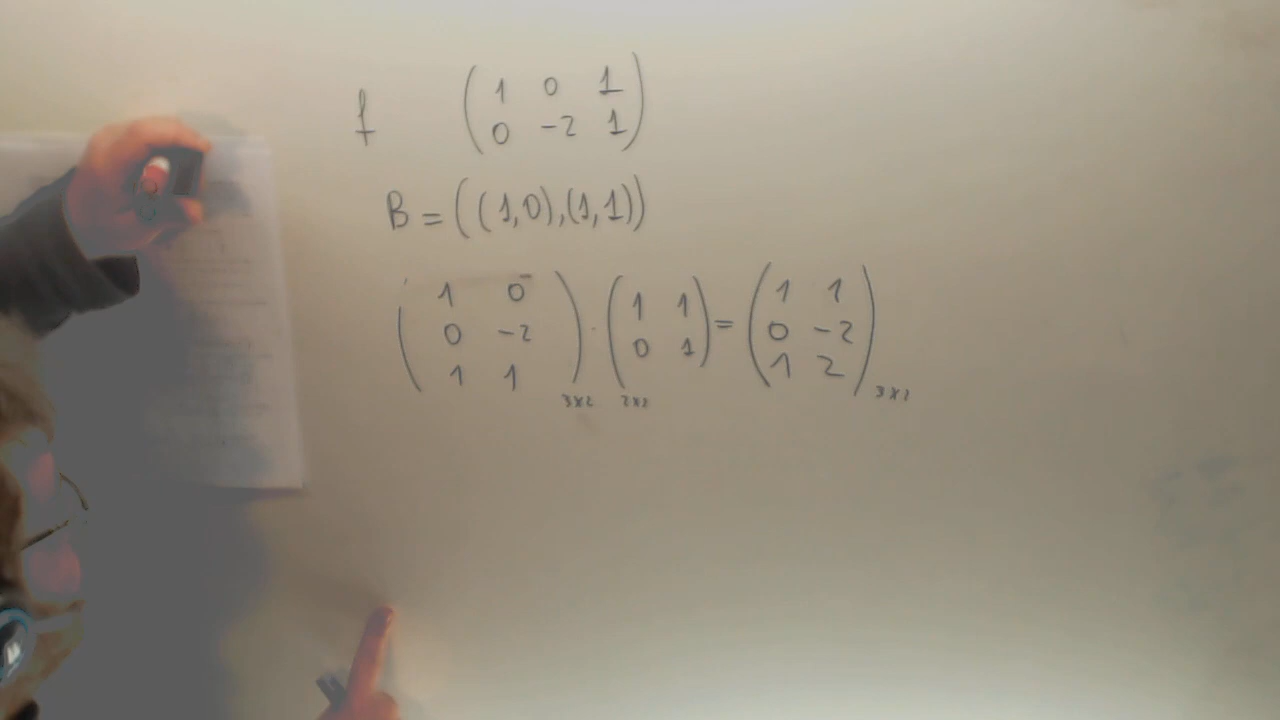 f ( 1 0 1
0 -2 1 )
B = ((1,0),(1,1))
( 1 0
0 -2
1 1 )3x2 · ( 1 1
0 1 )2x2 = ( 1 1
0 -2
1 2 )3x2